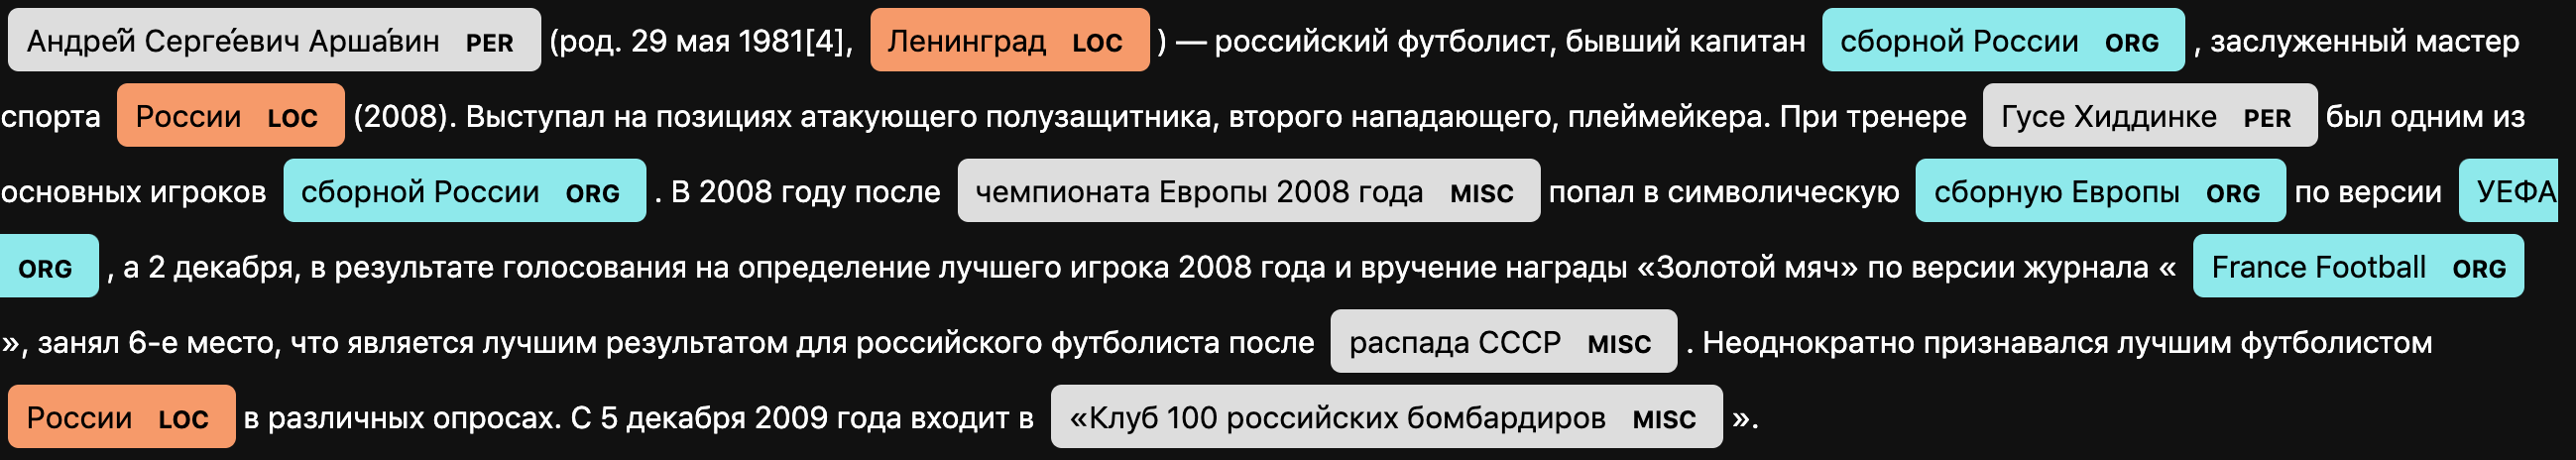 Андре́й Серге́евич Арша́вин PER (род. 29 мая 1981[4], Ленинград LOC ) — российский футболист, бывший капитан сборной России ORG , заслуженный мастер
спорта России LOC (2008). Выступал на позициях атакующего полузащитника, второго нападающего, плеймейкера. При тренере Гусе Хиддинке PER был одним из
основных игроков сборной России ORG . В 2008 году после чемпионата Европы 2008 года MISC попал в символическую сборную Европы ORG по версии УЕФА
ORG , а 2 декабря, в результате голосования на определение лучшего игрока 2008 года и вручение награды «Золотой мяч» по версии журнала « France Football ORG
», занял 6-е место, что является лучшим результатом для российского футболиста после распада СССР MISC . Неоднократно признавался лучшим футболистом
России LOC в различных опросах. С 5 декабря 2009 года входит в «Клуб 100 российских бомбардиров MISC ».